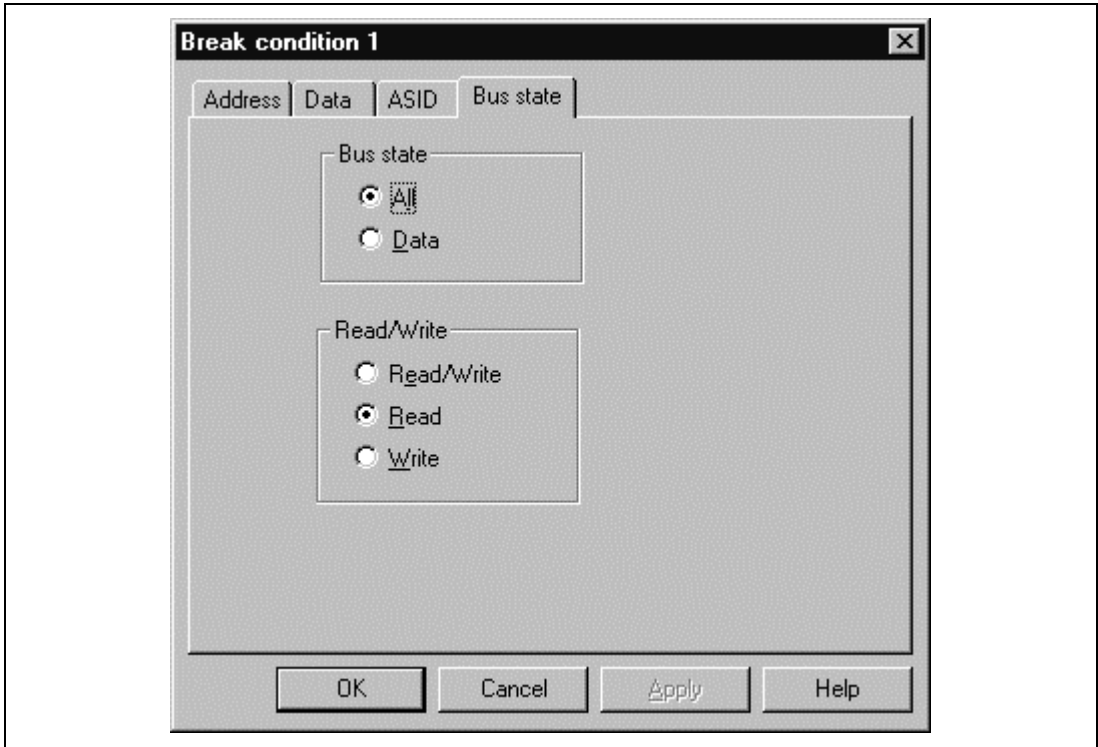 Break condition 1
Address Data ASID Bus state
Bus state
All
Data
Read/Write
Read/Write
Read
Write
OK Cancel Apply Help